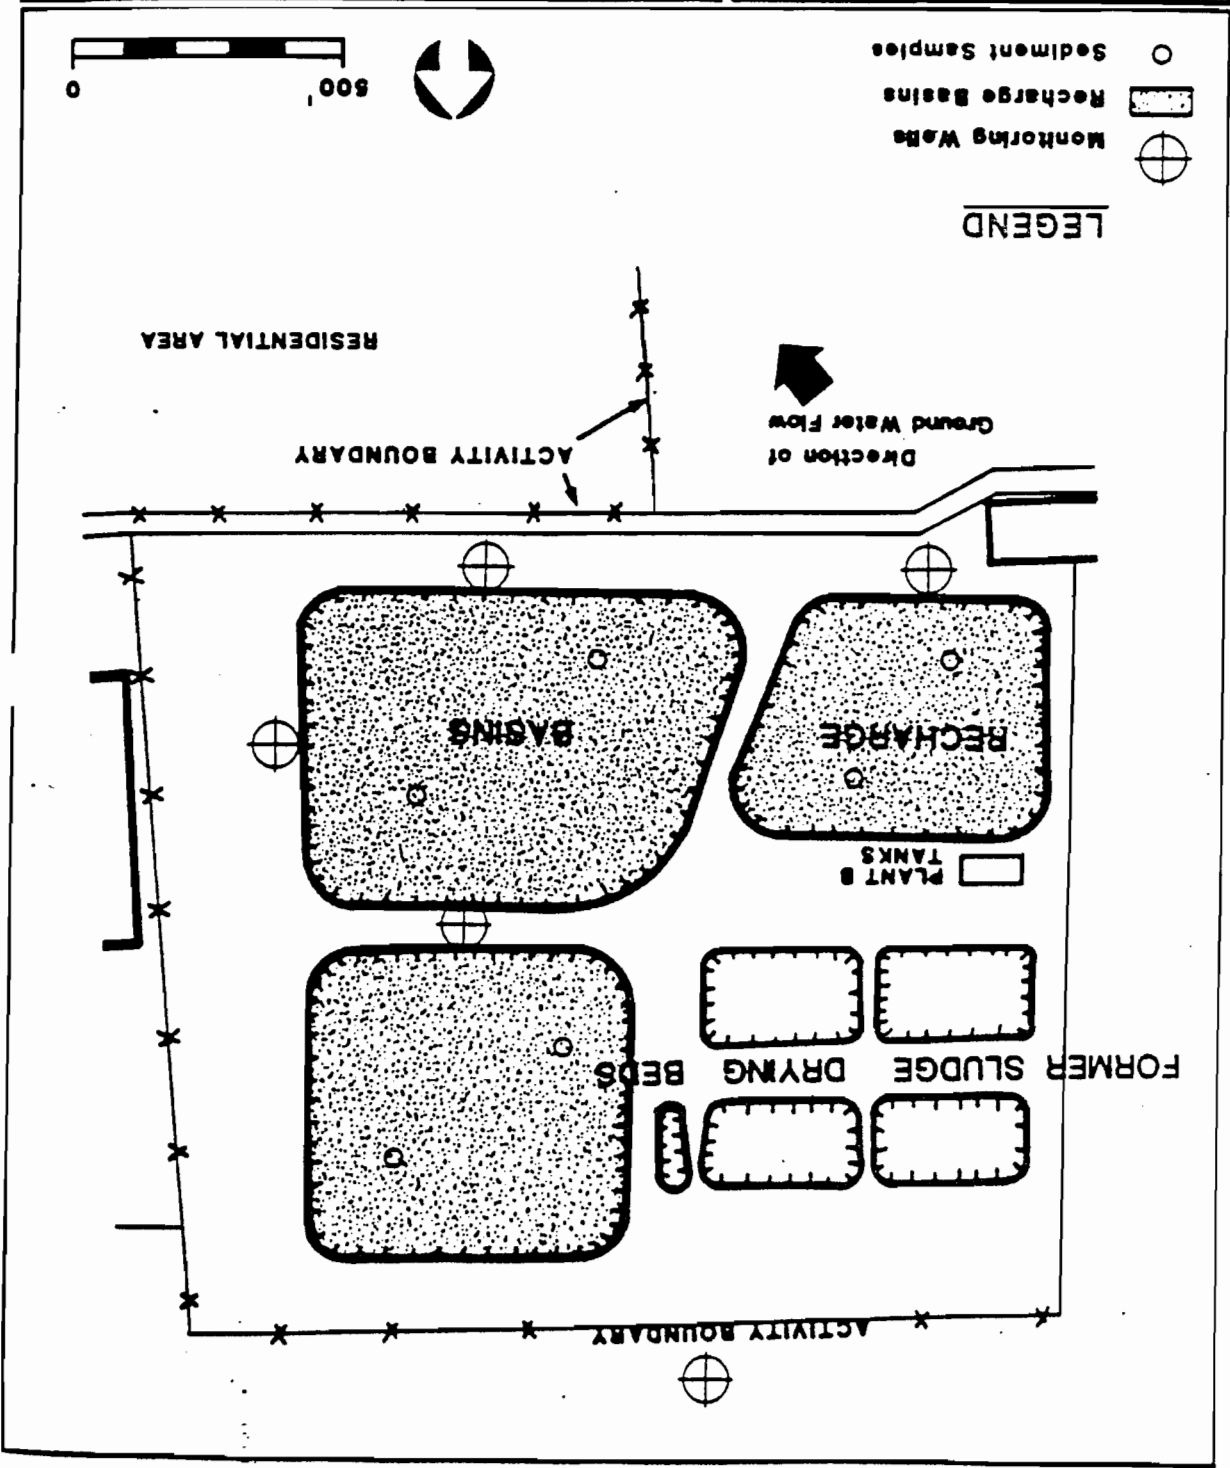 ACTIVITY BOUNDARY
FORMER SLUDGE DRYING BEDS
PLANT B
TANKS
RECHARGE
BASINS
Direction of
Ground Water Flow
ACTIVITY BOUNDARY
RESIDENTIAL AREA
LEGEND
Monitoring Wells
Recharge Basins
Sediment Samples
500'
0